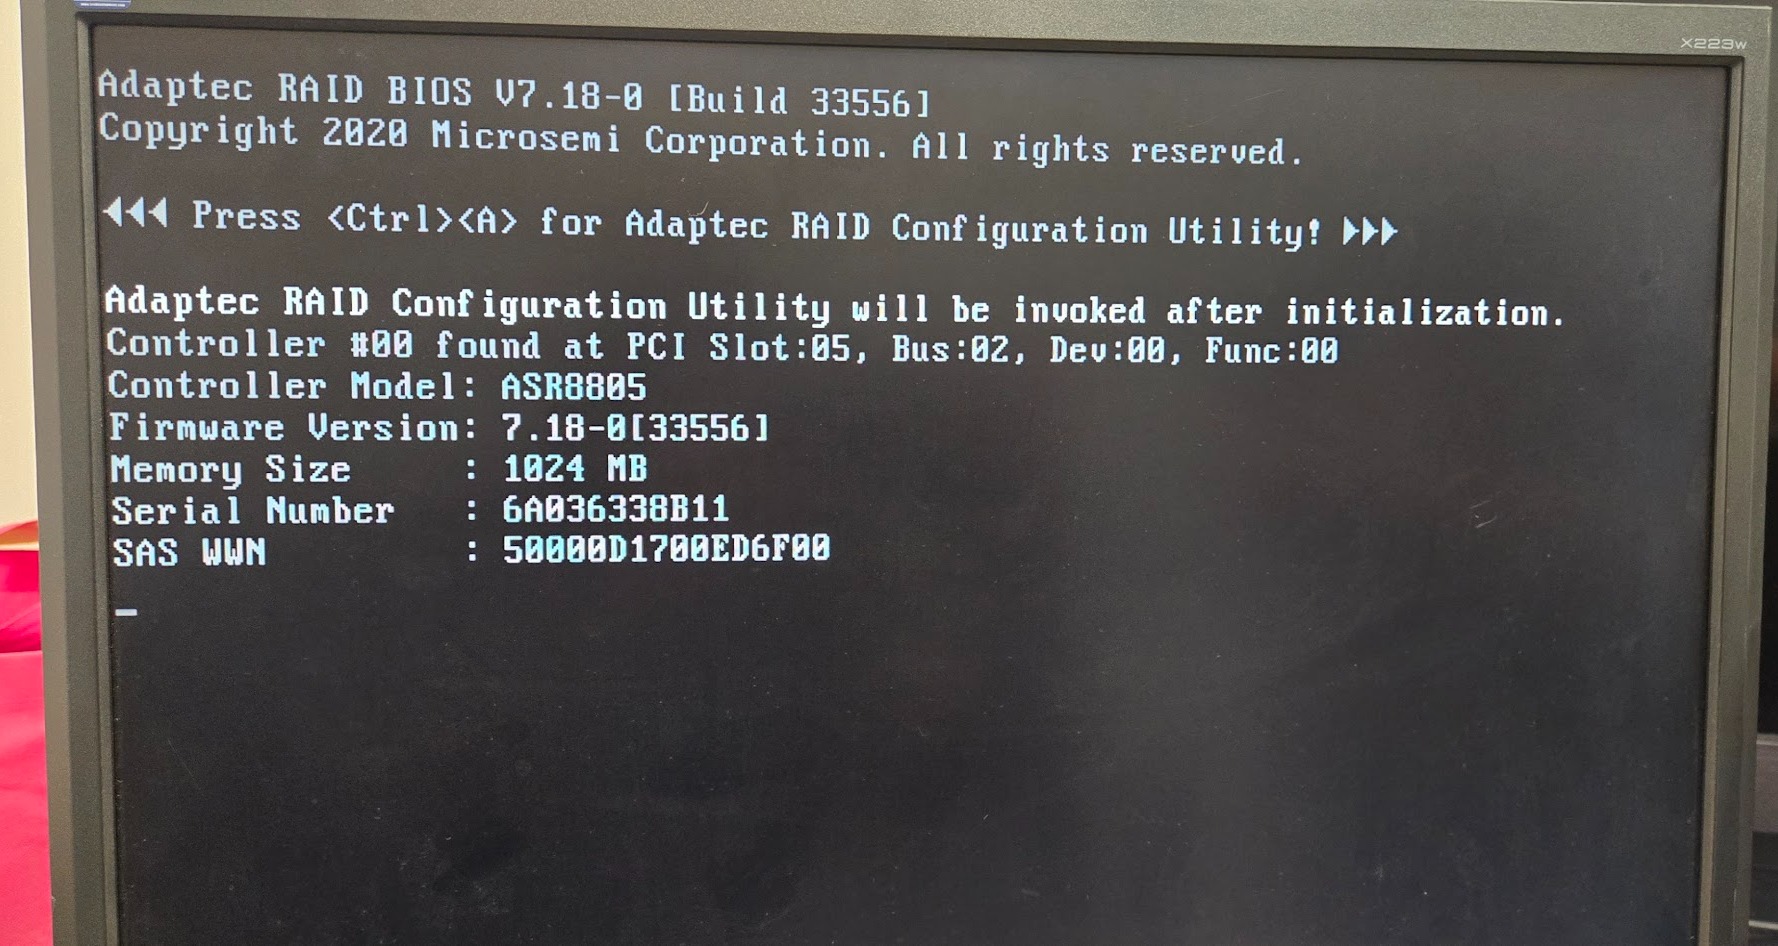 X223w
Adaptec RAID BIOS V7.18-0 [Build 33556]
Copyright 2020 Microsemi Corporation. All rights reserved.
◄◄◄ Press <Ctrl><A> for Adaptec RAID Configuration Utility! ►►►
Adaptec RAID Configuration Utility will be invoked after initialization.
Controller #00 found at PCI Slot:05, Bus:02, Dev:00, Func:00
Controller Model: ASR8805
Firmware Version: 7.18-0[33556]
Memory Size : 1024 MB
Serial Number : 6A036338B11
SAS WWN : 50000D1700ED6F00
_